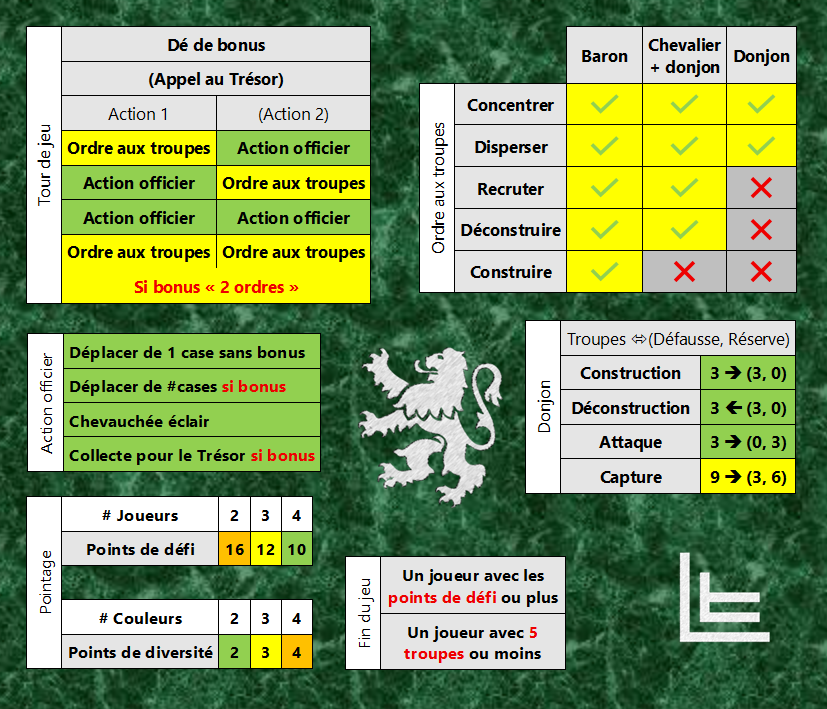 Tour de jeu
Dé de bonus
(Appel au Trésor)
Action 1 (Action 2)
Ordre aux troupes Action officier
Action officier Ordre aux troupes
Action officier Action officier
Ordre aux troupes Ordre aux troupes
Si bonus « 2 ordres »
Baron Chevalier + donjon Donjon
Ordre aux troupes
Concentrer
Disperser
Recruter
Déconstruire
Construire
Action officier
Déplacer de 1 case sans bonus
Déplacer de #cases si bonus
Chevauchée éclair
Collecte pour le Trésor si bonus
Donjon
Troupes ⬄ (Défausse, Réserve)
Construction 3 ➔ (3, 0)
Déconstruction 3 🡸 (3, 0)
Attaque 3 ➔ (0, 3)
Capture 9 ➔ (3, 6)
Pointage
# Joueurs 2 3 4
Points de défi 16 12 10
# Couleurs 2 3 4
Points de diversité 2 3 4
Fin du jeu
Un joueur avec les
points de défi ou plus
Un joueur avec 5
troupes ou moins